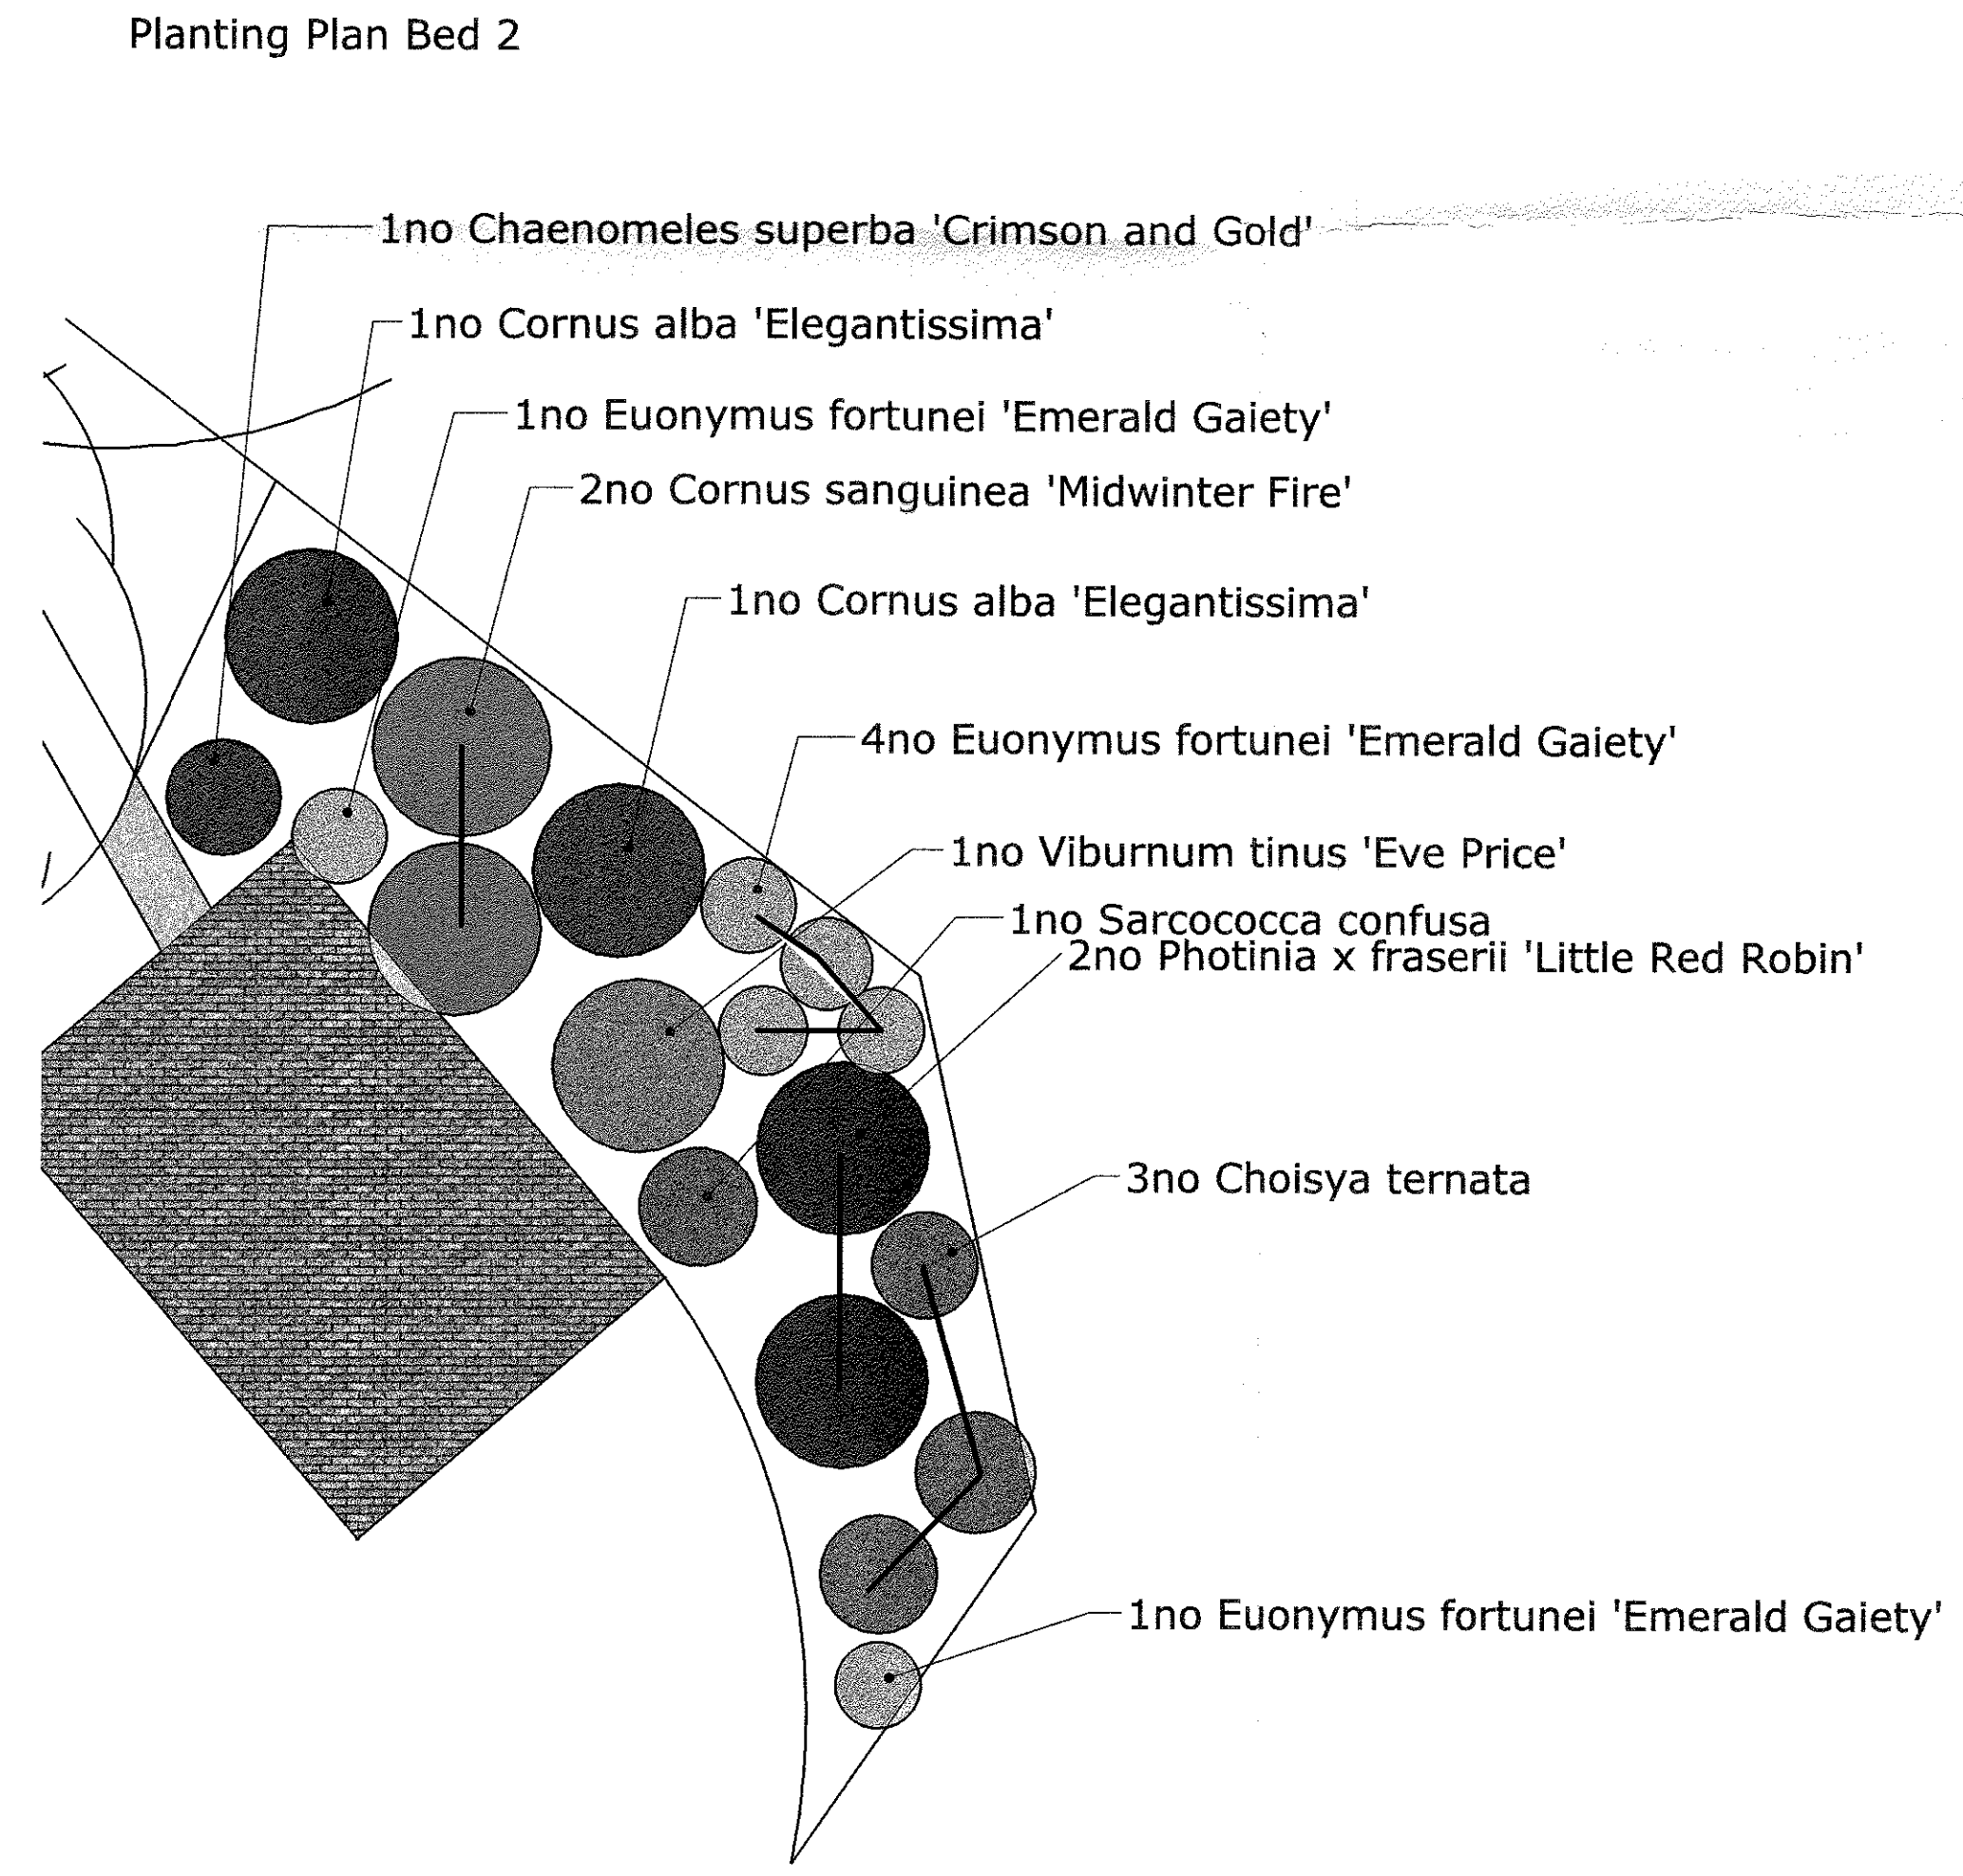 Planting Plan Bed 2
1no Chaenomeles superba 'Crimson and Gold'
1no Cornus alba 'Elegantissima'
1no Euonymus fortunei 'Emerald Gaiety'
2no Cornus sanguinea 'Midwinter Fire'
1no Cornus alba 'Elegantissima'
4no Euonymus fortunei 'Emerald Gaiety'
1no Viburnum tinus 'Eve Price'
1no Sarcococca confusa
2no Photinia x fraserii 'Little Red Robin'
3no Choisya ternata
1no Euonymus fortunei 'Emerald Gaiety'